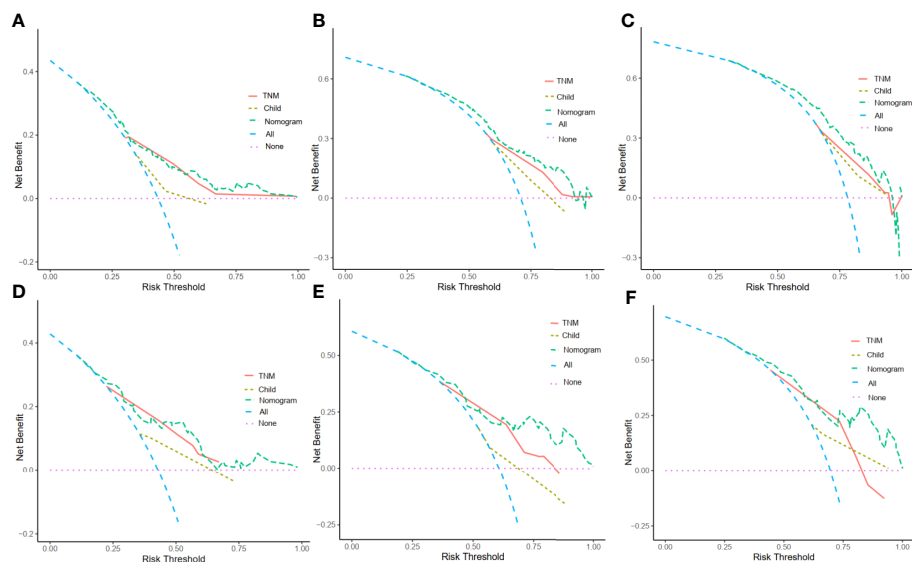 A
Net Benefit
0.4
0.2
0.0
−0.2
0.00 0.25 0.50 0.75 1.00
Risk Threshold
TNM
Child
Nomogram
All
None
B
Net Benefit
0.6
0.3
0.0
−0.3
0.00 0.25 0.50 0.75 1.00
Risk Threshold
TNM
Child
Nomogram
All
None
C
Net Benefit
0.6
0.3
0.0
−0.3
0.00 0.25 0.50 0.75 1.00
Risk Threshold
TNM
Child
Nomogram
All
None
D
Net Benefit
0.4
0.2
0.0
−0.2
0.00 0.25 0.50 0.75 1.00
Risk Threshold
TNM
Child
Nomogram
All
None
E
Net Benefit
0.50
0.25
0.00
−0.25
0.00 0.25 0.50 0.75 1.00
Risk Threshold
TNM
Child
Nomogram
All
None
F
Net Benefit
0.50
0.25
0.00
−0.25
0.00 0.25 0.50 0.75 1.00
Risk Threshold
TNM
Child
Nomogram
All
None